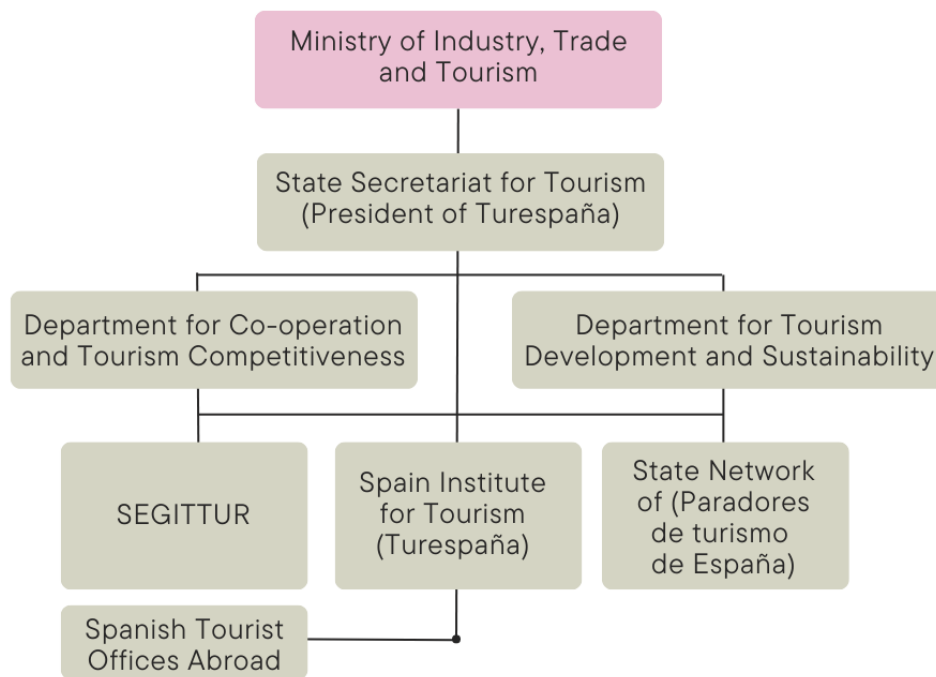 Ministry of Industry, Trade
and Tourism
State Secretariat for Tourism
(President of Turespaña)
Department for Co-operation
and Tourism Competitiveness
Department for Tourism
Development and Sustainability
SEGITTUR
Spain Institute
for Tourism
(Turespaña)
State Network
of (Paradores
de turismo
de España)
Spanish Tourist
Offices Abroad